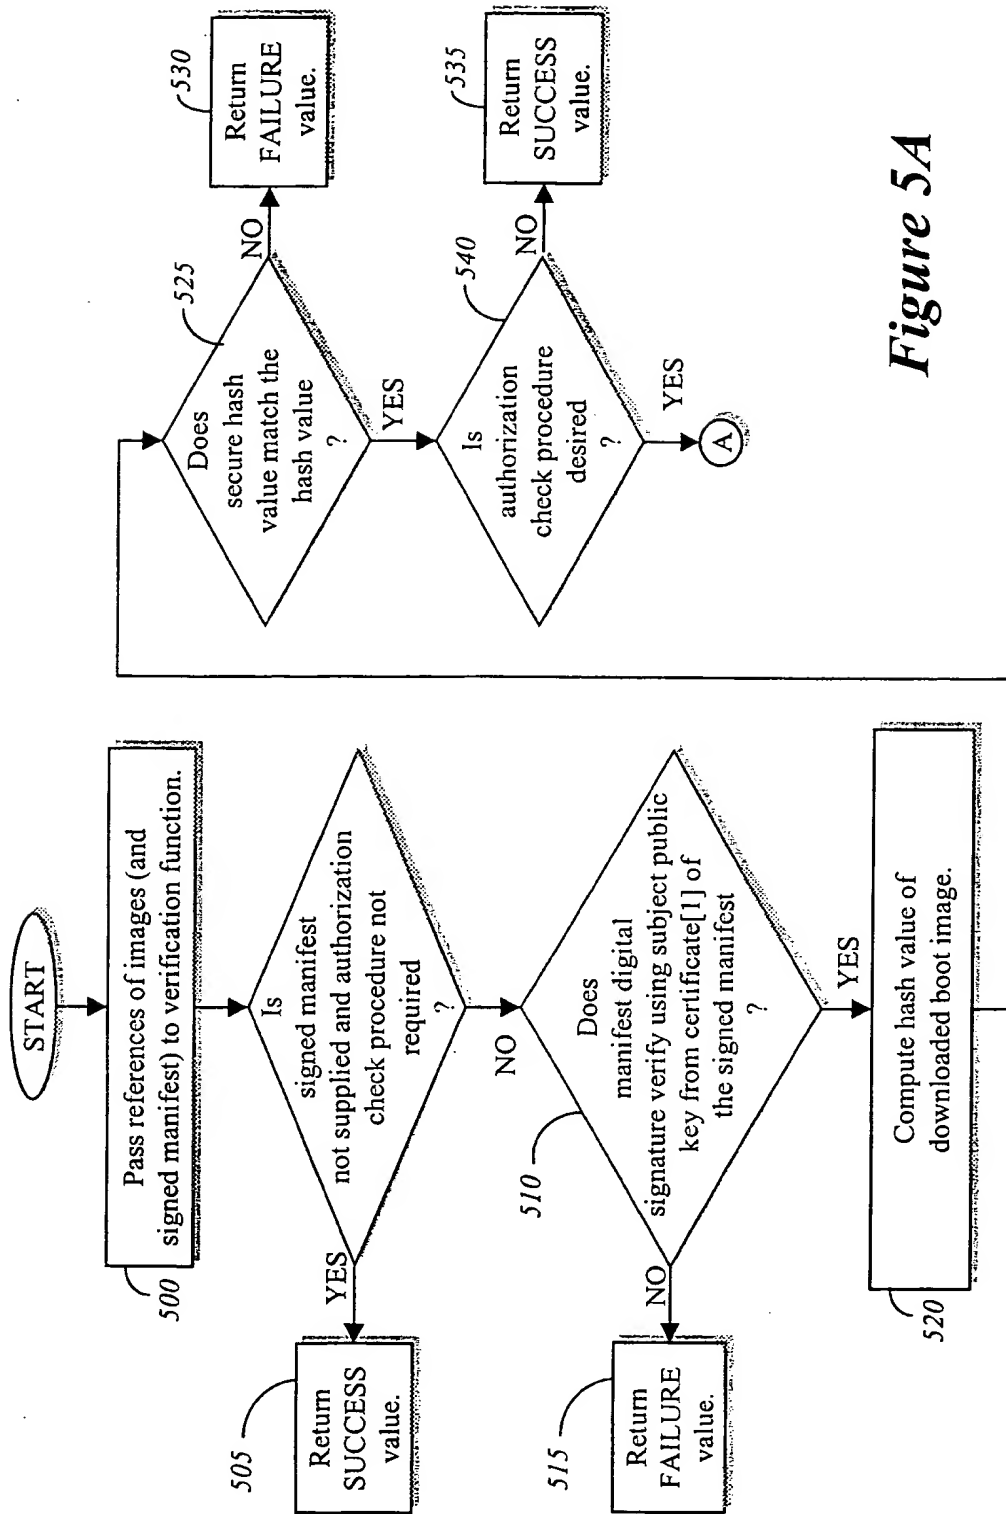 START
Pass references of images (and
signed manifest) to verification function.
500
Is
signed manifest
not supplied and authorization
check procedure not
required
?
YES
505
Return
SUCCESS
value.
NO
510
Does
manifest digital
signature verify using subject public
key from certificate[1] of
the signed manifest
?
NO
515
Return
FAILURE
value.
YES
Compute hash value of
downloaded boot image.
520
525
Does
secure hash
value match the
hash value
?
NO
530
Return
FAILURE
value.
YES
540
Is
authorization
check procedure
desired
?
NO
535
Return
SUCCESS
value.
YES
A
Figure 5A